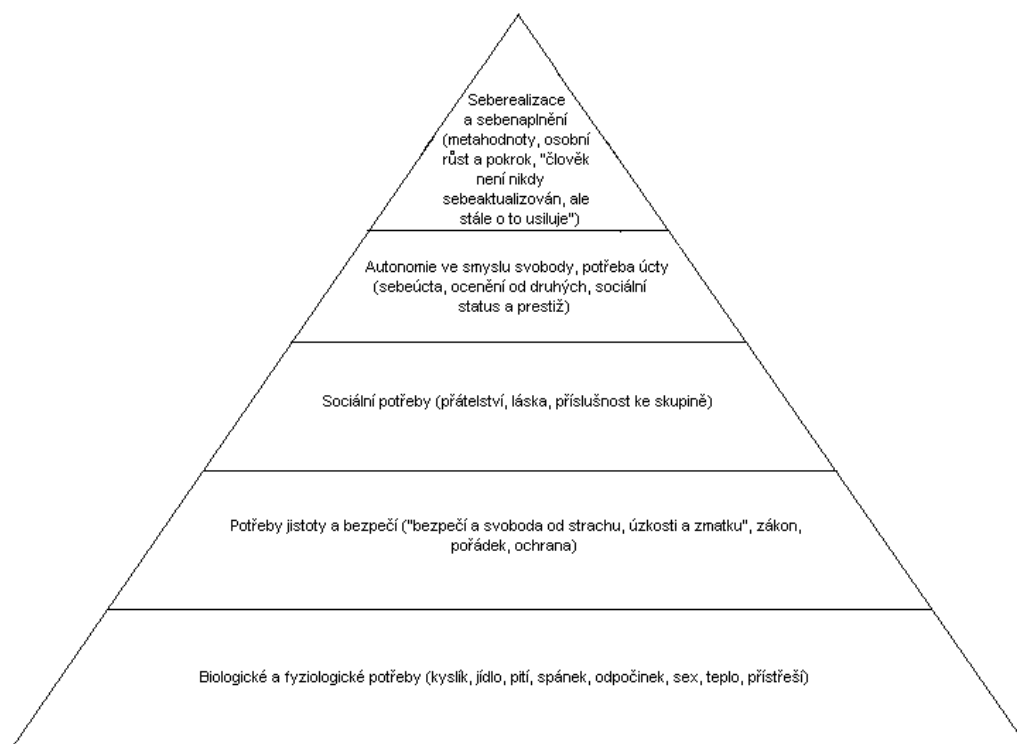 Seberealizace
a sebenaplnění
(metahodnoty, osobní
růst a pokrok, "člověk
není nikdy
sebeaktualizován, ale
stále o to usiluje")
Autonomie ve smyslu svobody, potřeba úcty
(sebeúcta, ocenění od druhých, sociální
status a prestiž)
Sociální potřeby (přátelství, láska, příslušnost ke skupině)
Potřeby jistoty a bezpečí ("bezpečí a svoboda od strachu, úzkosti a zmatku", zákon,
pořádek, ochrana)
Biologické a fyziologické potřeby (kyslík, jídlo, pití, spánek, odpočinek, sex, teplo, přístřeší)